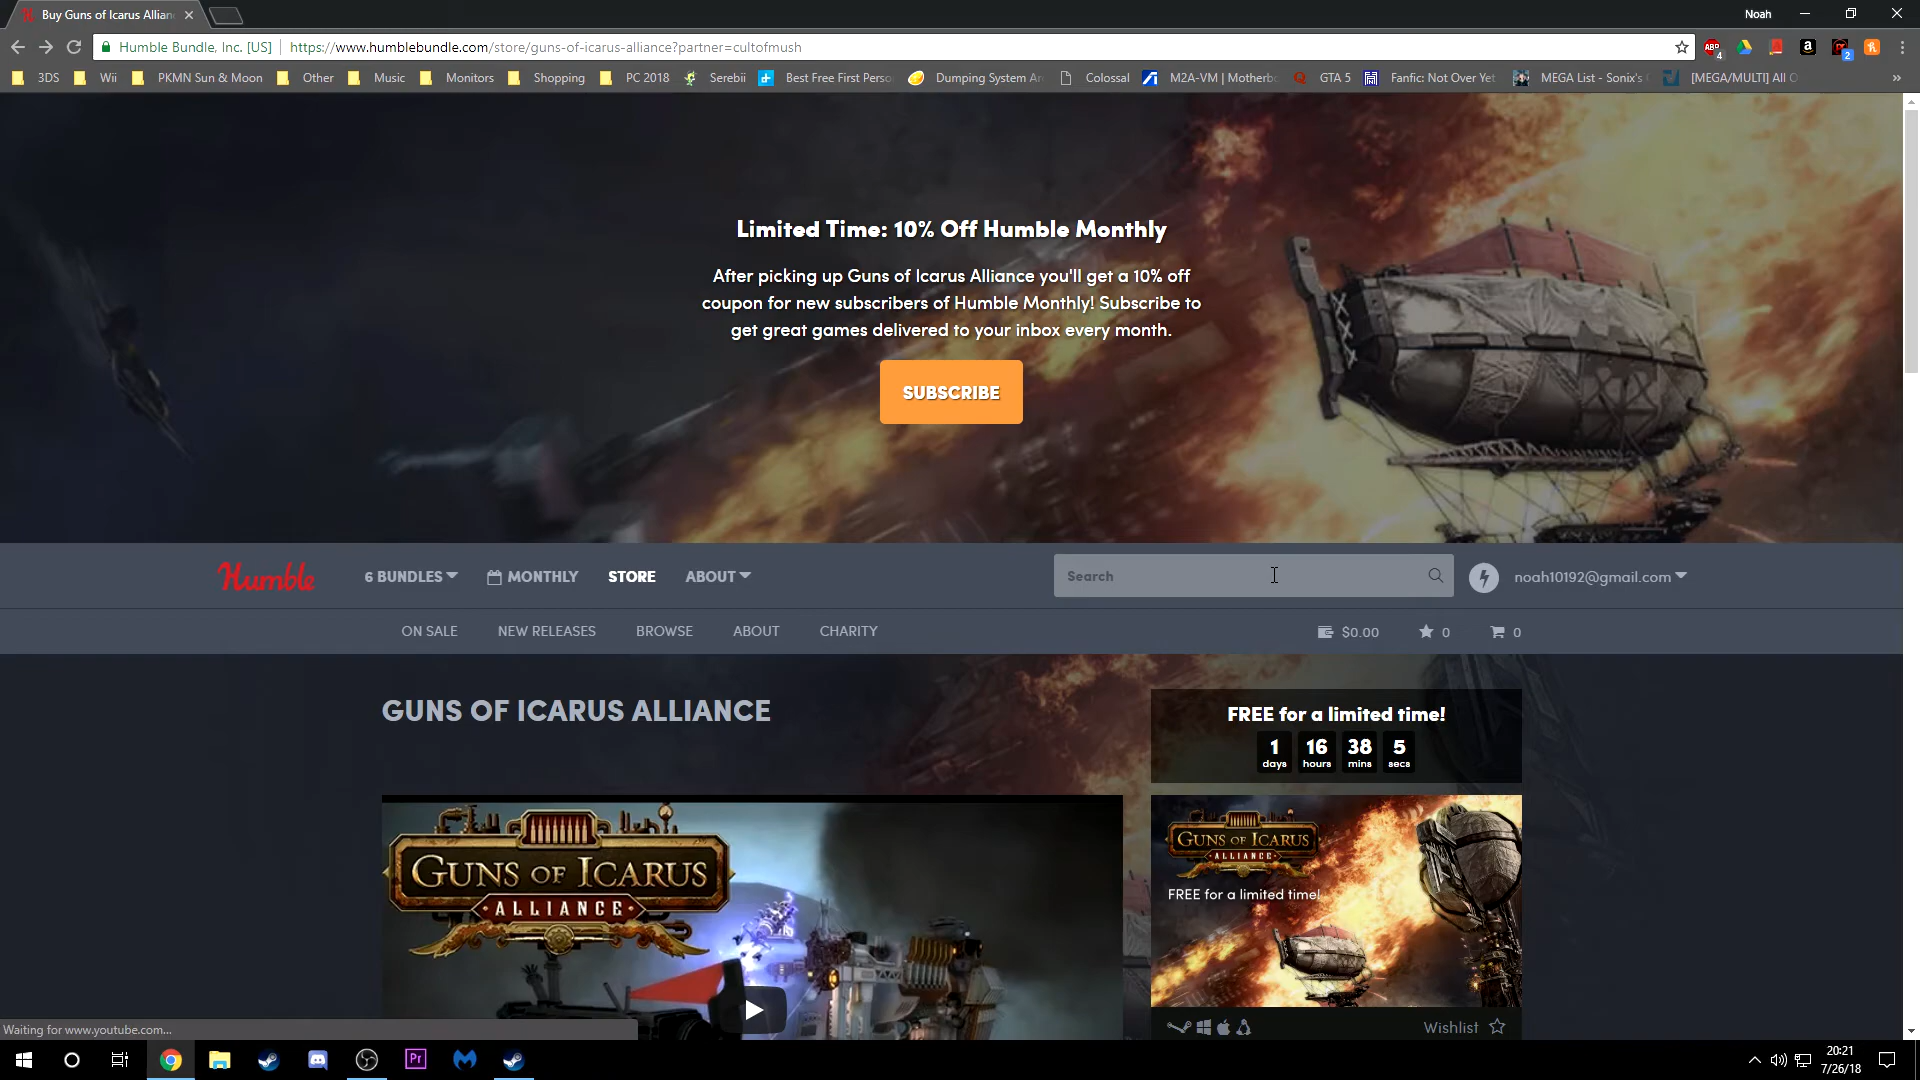 Buy Guns of Icarus Allian
Noah
Humble Bundle, Inc. [US]
https://www.humblebundle.com/store/guns-of-icarus-alliance?partner=cultofmush
ABP
4
a
2
3DS
Wii
PKMN Sun & Moon
Other
Music
Monitors
Shopping
PC 2018
Serebii
Best Free First Perso
Dumping System An
Colossal
M2A-VM | Motherb
GTA 5
Fanfic: Not Over Yet
MEGA List - Sonix's
[MEGA/MULTI] All
»
Limited Time: 10% Off Humble Monthly
After picking up Guns of Icarus Alliance you'll get a 10% off
coupon for new subscribers of Humble Monthly! Subscribe to
get great games delivered to your inbox every month.
SUBSCRIBE
Humble
6 BUNDLES
MONTHLY
STORE
ABOUT
Search
noah10192@gmail.com
ON SALE
NEW RELEASES
BROWSE
ABOUT
CHARITY
$0.00
0
0
GUNS OF ICARUS ALLIANCE
FREE for a limited time!
1 16 38 5
days hours mins secs
GUNS OF ICARUS
ALLIANCE
GUNS OF ICARUS
ALLIANCE
FREE for a limited time!
Wishlist
Waiting for www.youtube.com...
Pr
20:21
7/26/18